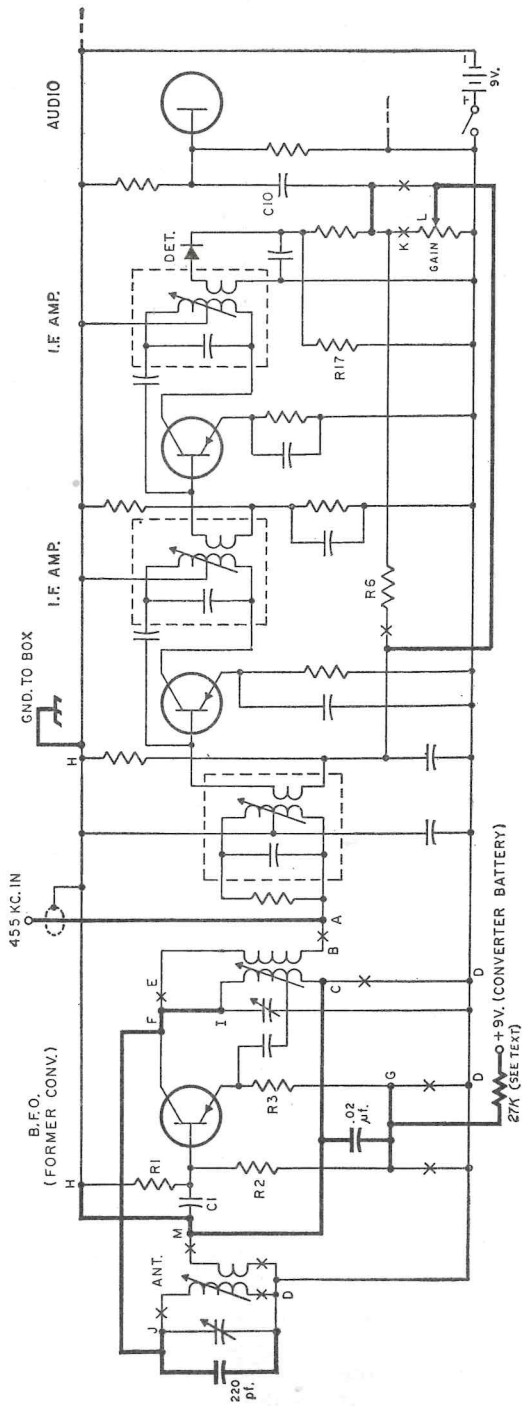 B.F.O.
(FORMER CONV.)
455 KC. IN
GND. TO BOX
I.F. AMP.
I.F. AMP.
AUDIO
H
H
E
F
I
J
ANT.
M
C1
R1
R2
R3
B
A
C
D
D
D
G
.02
µf.
220
pf.
+9V. (CONVERTER BATTERY)
27K (SEE TEXT)
R6
R17
DET.
C10
K
L
GAIN
+
-
9V.